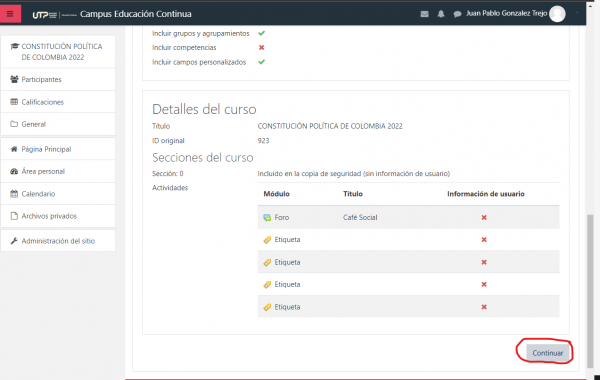 UTP Campus Educación Continua
Juan Pablo Gonzalez Trejo
CONSTITUCIÓN POLÍTICA
DE COLOMBIA 2022
Participantes
Calificaciones
General
Página Principal
Área personal
Calendario
Archivos privados
Administración del sitio
Incluir grupos y agrupamientos
Incluir competencias
Incluir campos personalizados
Detalles del curso
Título CONSTITUCIÓN POLÍTICA DE COLOMBIA 2022
ID original 923
Secciones del curso
Sección: 0 Incluido en la copia de seguridad (sin información de usuario)
Actividades Módulo Título Información de usuario
Foro Café Social
Etiqueta
Etiqueta
Etiqueta
Etiqueta
Continuar